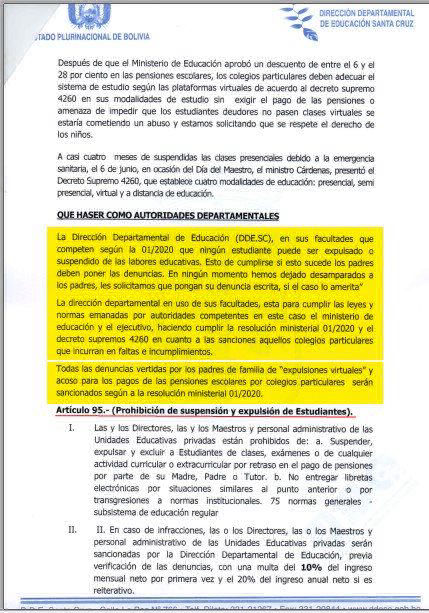 DIRECCIÓN DEPARTAMENTAL
DE EDUCACIÓN SANTA CRUZ
ESTADO PLURINACIONAL DE BOLIVIA
Después de que el Ministerio de Educación aprobó un descuento de entre el 6 y
28 por ciento en las pensiones escolares, los colegios particulares deben adecuar el
sistema de estudio según las plataformas virtuales de acuerdo al decreto supremo
4260 en sus modalidades de estudio sin exigir el pago de las pensiones o
amenaza de impedir que los estudiantes deudores no pasen clases virtuales se
estaría cometiendo un abuso y estamos solicitando que se respete el derecho de
los niños.
A casi cuatro meses de suspendidas las clases presenciales debido a la emergencia
sanitaria, el 6 de junio, en ocasión del Día del Maestro, el ministro Cárdenas, presentó el
Decreto Supremo 4260, que establece cuatro modalidades de educación: presencial, semi
presencial, virtual y a distancia de educación.
QUE HASER COMO AUTORIDADES DEPARTAMENTALES
La Dirección Departamental de Educación (DDE.SC), en sus facultades que
competen según la 01/2020 que ningún estudiante puede ser expulsado o
suspendido de las labores educativas. Esto de cumplirse si esto sucede los padres
deben poner las denuncias. En ningún momento hemos dejado desamparados a
los padres, les solicitamos que pongan su denuncia escrita, si el caso lo amerita"
La dirección departamental en uso de sus facultades, esta para cumplir las leyes y
normas emanadas por autoridades competentes en este caso el ministerio de
educación y el ejecutivo, haciendo cumplir la resolución ministerial 01/2020 y el
decreto supremos 4260 en cuanto a las sanciones aquellos colegios particulares
que incurran en faltas e incumplimientos.
Todas las denuncias vertidas por los padres de familia de "expulsiones virtuales" y
acoso para los pagos de las pensiones escolares por colegios particulares serán
sancionados según a la resolución ministerial 01/2020.
Artículo 95.- (Prohibición de suspensión y expulsión de Estudiantes).
I. Las y los Directores, las y los Maestros y personal administrativo de las
Unidades Educativas privadas están prohibidos de: a. Suspender,
expulsar y excluir a Estudiantes de clases, exámenes o de cualquier
actividad curricular o extracurricular por retraso en el pago de pensiones
por parte de su Madre, Padre o Tutor. b. No entregar libretas
electrónicas por situaciones similares al punto anterior o por
transgresiones a normas institucionales. 75 normas generales -
subsistema de educación regular
II. II. En caso de infracciones, las o los Directores, las o los Maestros y
personal administrativo de las Unidades Educativas privadas serán
sancionadas por la Dirección Departamental de Educación, previa
verificación de las denuncias, con una multa del 10% del ingreso
mensual neto por primera vez y el 20% del ingreso anual neto si es
reiterativo.